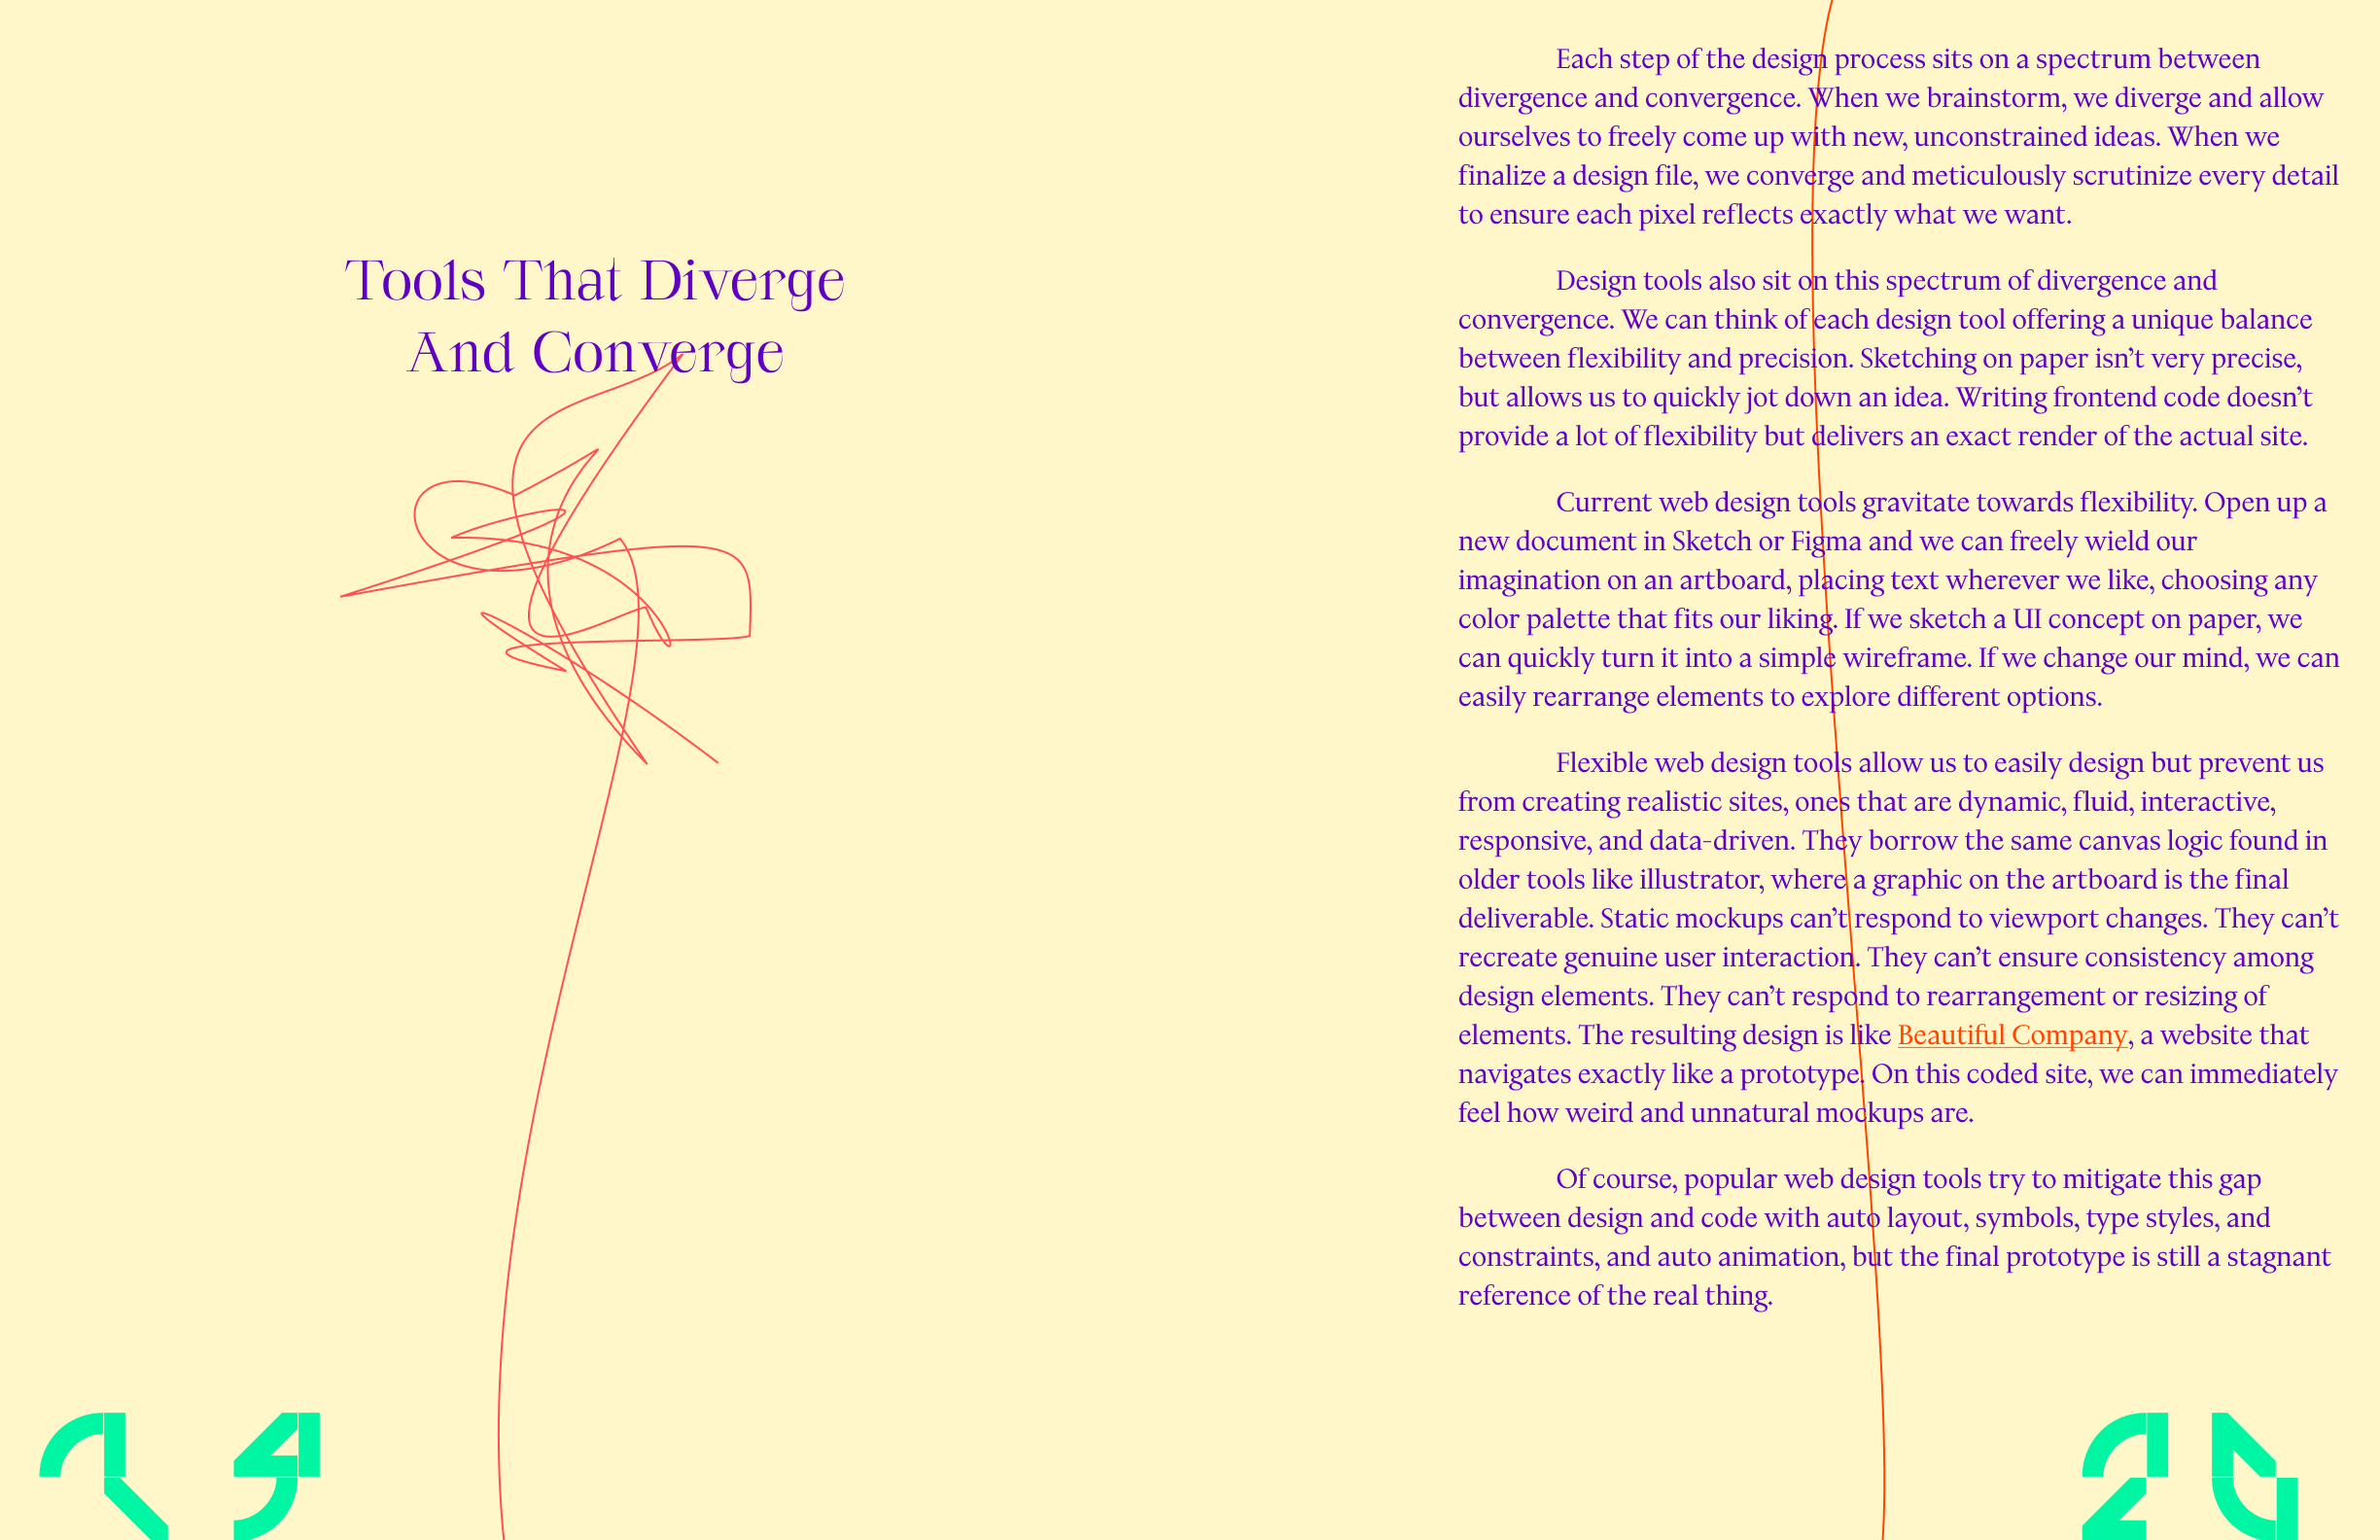 Tools That Diverge
And Converge
Each step of the design process sits on a spectrum between
divergence and convergence. When we brainstorm, we diverge and allow
ourselves to freely come up with new, unconstrained ideas. When we
finalize a design file, we converge and meticulously scrutinize every detail
to ensure each pixel reflects exactly what we want.
Design tools also sit on this spectrum of divergence and
convergence. We can think of each design tool offering a unique balance
between flexibility and precision. Sketching on paper isn’t very precise,
but allows us to quickly jot down an idea. Writing frontend code doesn’t
provide a lot of flexibility but delivers an exact render of the actual site.
Current web design tools gravitate towards flexibility. Open up a
new document in Sketch or Figma and we can freely wield our
imagination on an artboard, placing text wherever we like, choosing any
color palette that fits our liking. If we sketch a UI concept on paper, we
can quickly turn it into a simple wireframe. If we change our mind, we can
easily rearrange elements to explore different options.
Flexible web design tools allow us to easily design but prevent us
from creating realistic sites, ones that are dynamic, fluid, interactive,
responsive, and data-driven. They borrow the same canvas logic found in
older tools like illustrator, where a graphic on the artboard is the final
deliverable. Static mockups can’t respond to viewport changes. They can’t
recreate genuine user interaction. They can’t ensure consistency among
design elements. They can’t respond to rearrangement or resizing of
elements. The resulting design is like Beautiful Company, a website that
navigates exactly like a prototype. On this coded site, we can immediately
feel how weird and unnatural mockups are.
Of course, popular web design tools try to mitigate this gap
between design and code with auto layout, symbols, type styles, and
constraints, and auto animation, but the final prototype is still a stagnant
reference of the real thing.